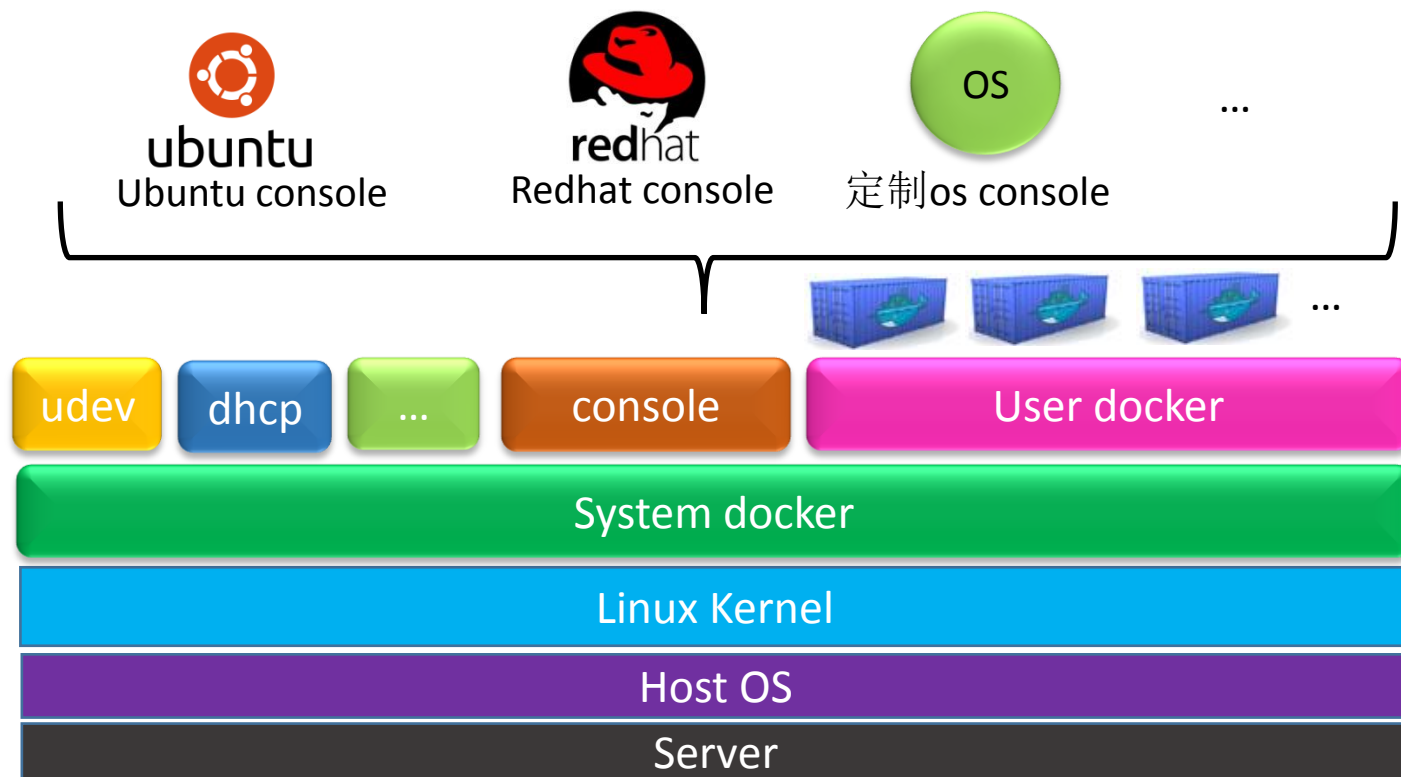 ubuntu
redhat
OS
...
Ubuntu console
Redhat console
定制os console
...
udev
dhcp
...
console
User docker
System docker
Linux Kernel
Host OS
Server